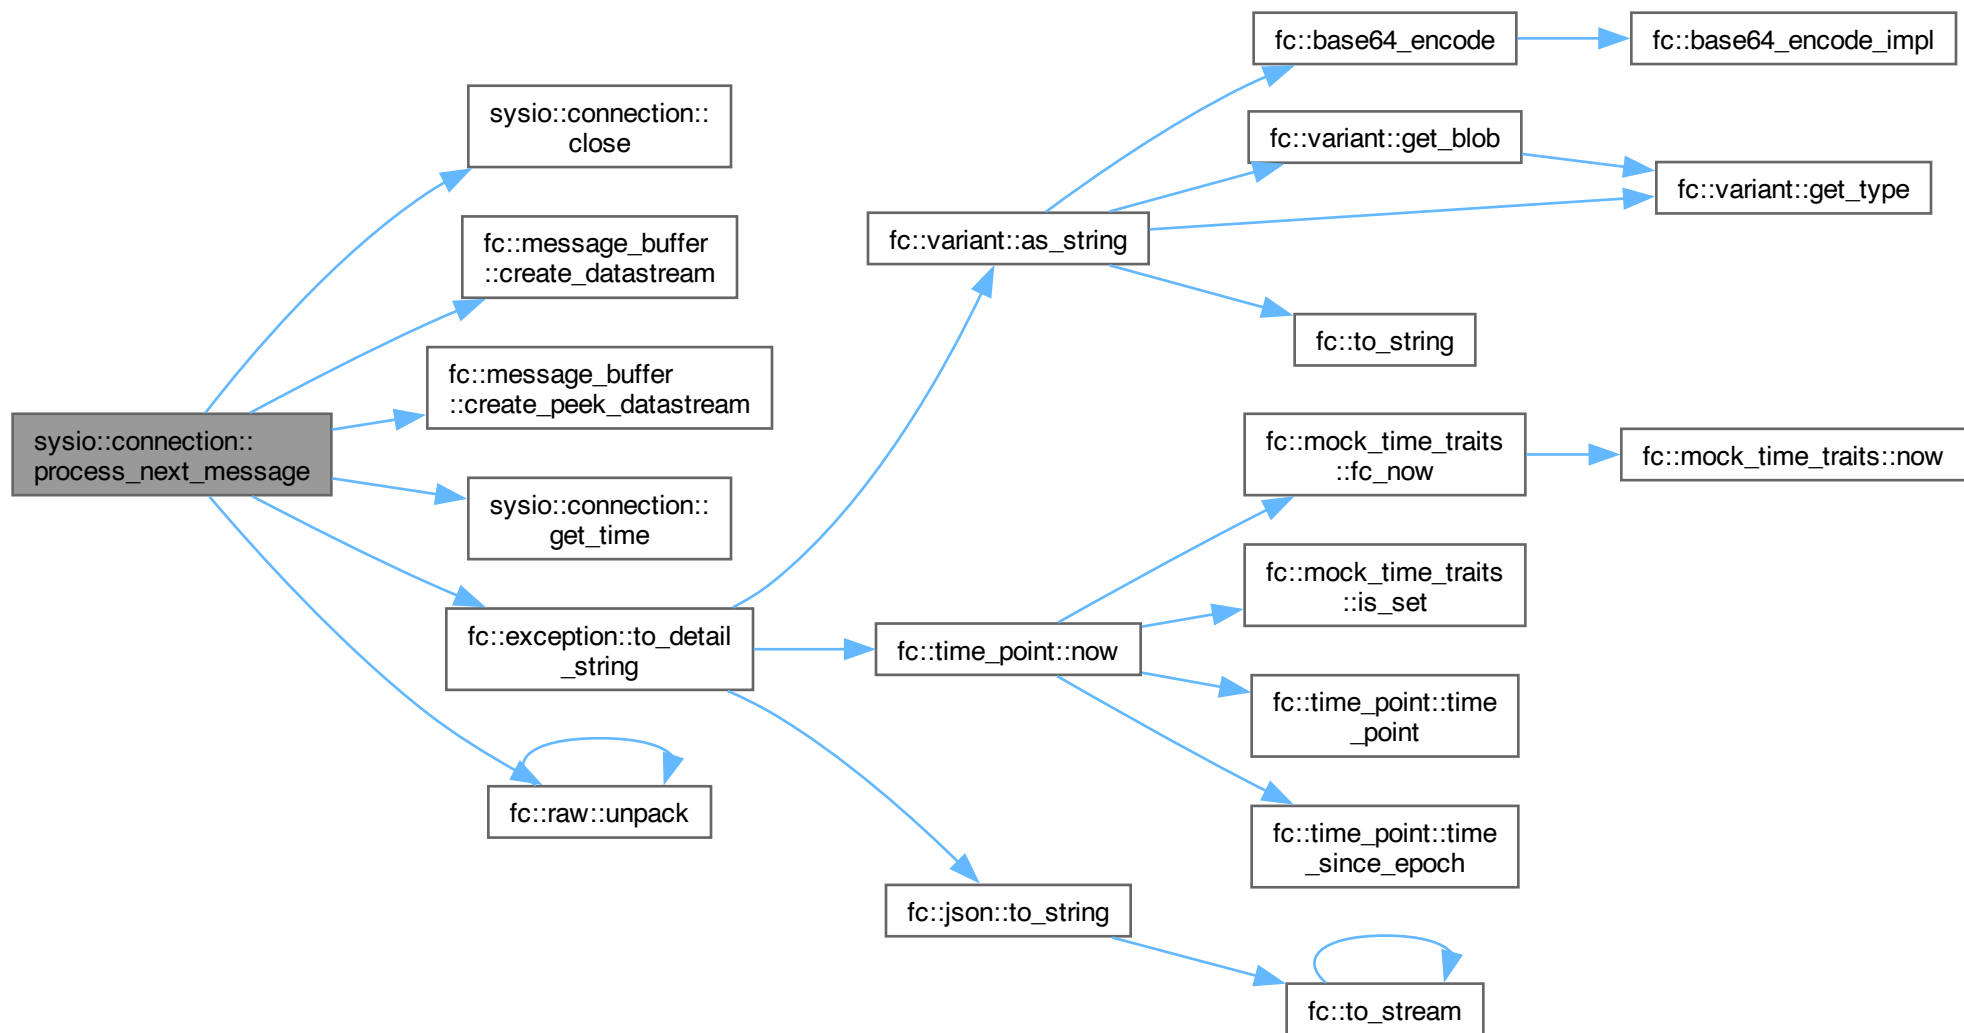 sysio::connection::
process_next_message
sysio::connection::
close
fc::message_buffer
::create_datastream
fc::message_buffer
::create_peek_datastream
sysio::connection::
get_time
fc::exception::to_detail
_string
fc::raw::unpack
fc::variant::as_string
fc::time_point::now
fc::json::to_string
fc::base64_encode
fc::variant::get_blob
fc::to_string
fc::mock_time_traits
::fc_now
fc::mock_time_traits
::is_set
fc::time_point::time
_point
fc::time_point::time
_since_epoch
fc::to_stream
fc::base64_encode_impl
fc::variant::get_type
fc::mock_time_traits::now